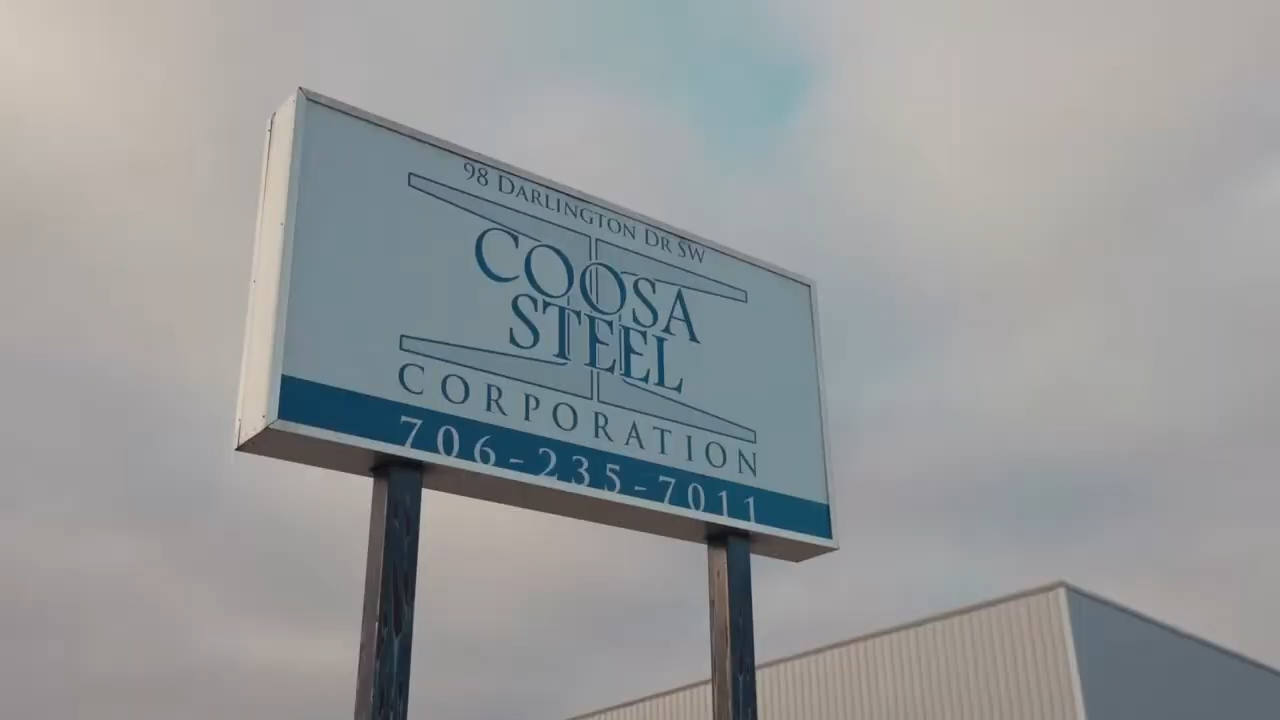 98 Darlington Dr SW
COOSA
STEEL
CORPORATION
706-235-7011